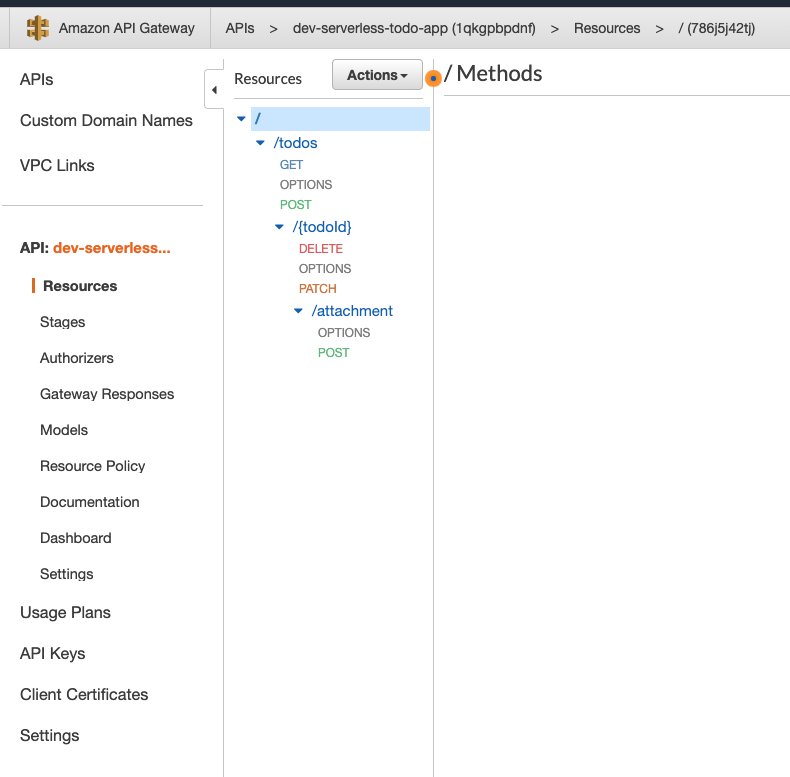 Amazon API Gateway APIs > dev-serverless-todo-app (1qkgpbpdnf) > Resources > / (786j5j42tj)
APIs
Custom Domain Names
VPC Links
API: dev-serverless...
Resources
Stages
Authorizers
Gateway Responses
Models
Resource Policy
Documentation
Dashboard
Settings
Usage Plans
API Keys
Client Certificates
Settings
Resources Actions
/
/todos
GET
OPTIONS
POST
/{todoId}
DELETE
OPTIONS
PATCH
/attachment
OPTIONS
POST
/ Methods